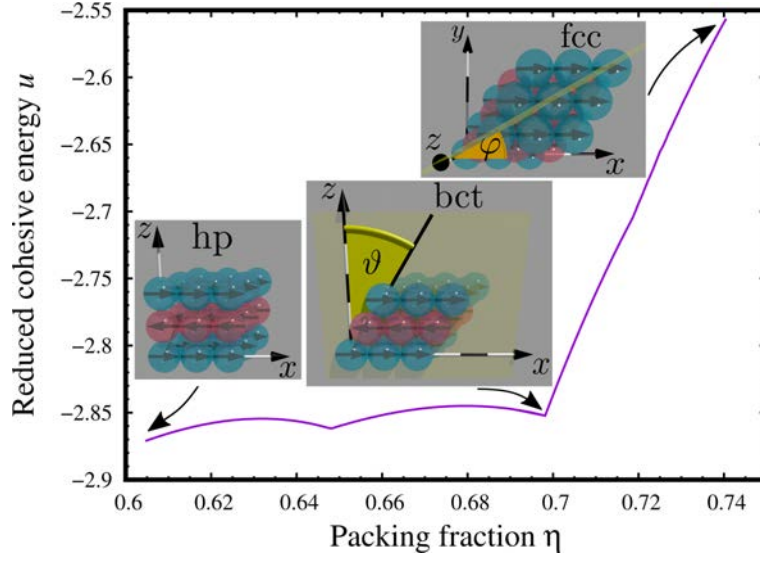 Reduced cohesive energy u
-2.55
-2.6
-2.65
-2.7
-2.75
-2.8
-2.85
-2.9
y
fcc
z
φ
x
z
hp
x
z
bct
ϑ
x
0.6
0.62
0.64
0.66
0.68
0.7
0.72
0.74
Packing fraction η